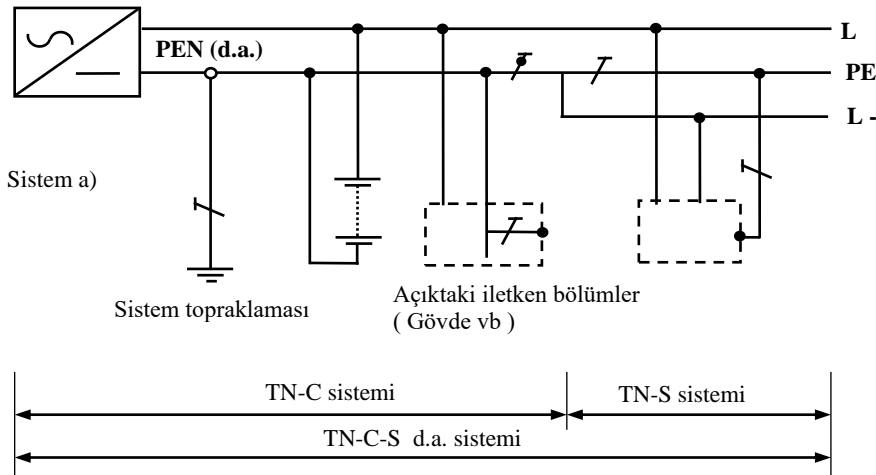 L
PEN (d.a.)
PE
L -
Sistem a)
Sistem topraklaması
Açıktaki iletken bölümler
( Gövde vb )
TN-C sistemi
TN-S sistemi
TN-C-S d.a. sistemi